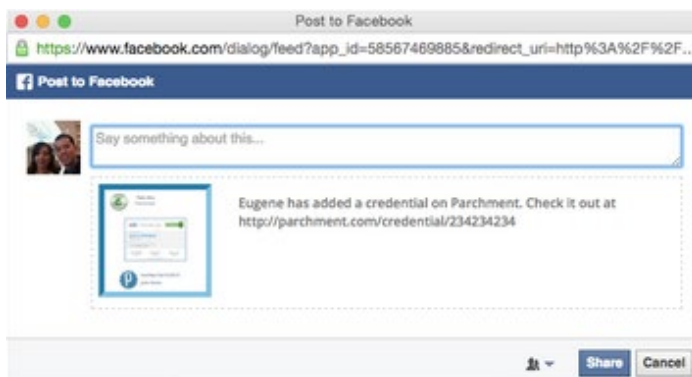 Post to Facebook
https://www.facebook.com/dialog/feed?app_id=58567469885&redirect_uri=http%3A%2F%2F...
Post to Facebook
Say something about this...
Eugene has added a credential on Parchment. Check it out at
http://parchment.com/credential/234234234
Share Cancel